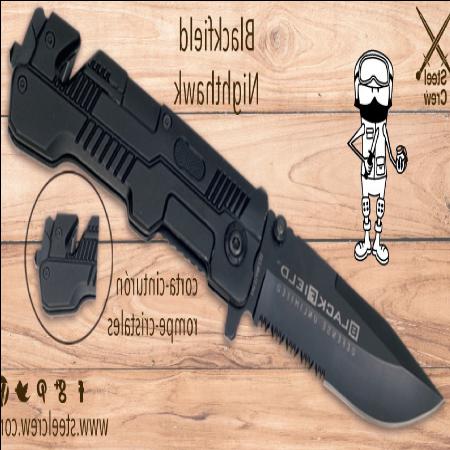 Blackfield
Nighthawk
Steel
Crew
BLACKFIELD
DEFENSE UNLIMITED
corta-cinturón
rompe-cristales
www.steelcrew.com